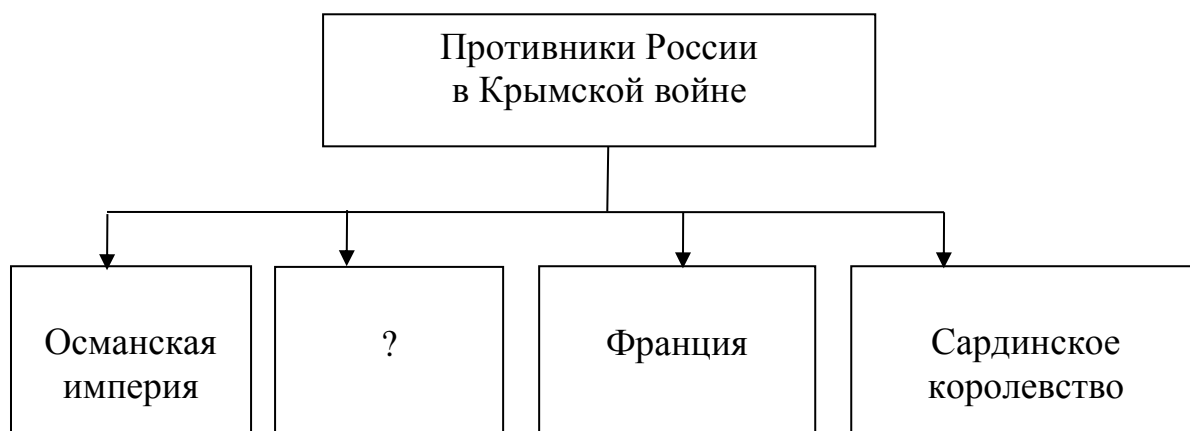 Противники России
в Крымской войне
Османская
империя
?
Франция
Сардинское
королевство